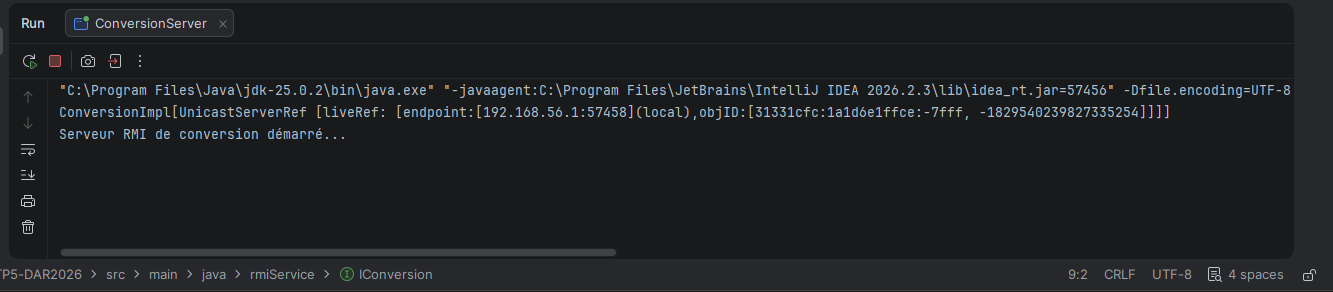 Run
ConversionServer
"C:\Program Files\Java\jdk-25.0.2\bin\java.exe" "-javaagent:C:\Program Files\JetBrains\IntelliJ IDEA 2026.2.3\lib\idea_rt.jar=57456" -Dfile.encoding=UTF-8
ConversionImpl[UnicastServerRef [liveRef: [endpoint:[192.168.56.1:57458](local),objID:[31331cfc:1a1d6e1ffce:-7fff, -1829540239827335254]]]]
Serveur RMI de conversion démarré...
TP5-DAR2026 > src > main > java > rmiService > IConversion 9:2 CRLF UTF-8 4 spaces